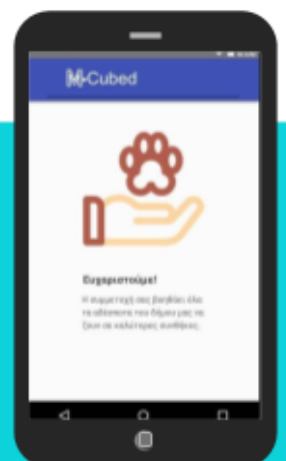 M-Cubed
Ευχαριστούμε!
Η συμμετοχή σας βοηθάει όλα
τα αδέσποτα του δήμου μας να
ζουν σε καλύτερες συνθήκες.